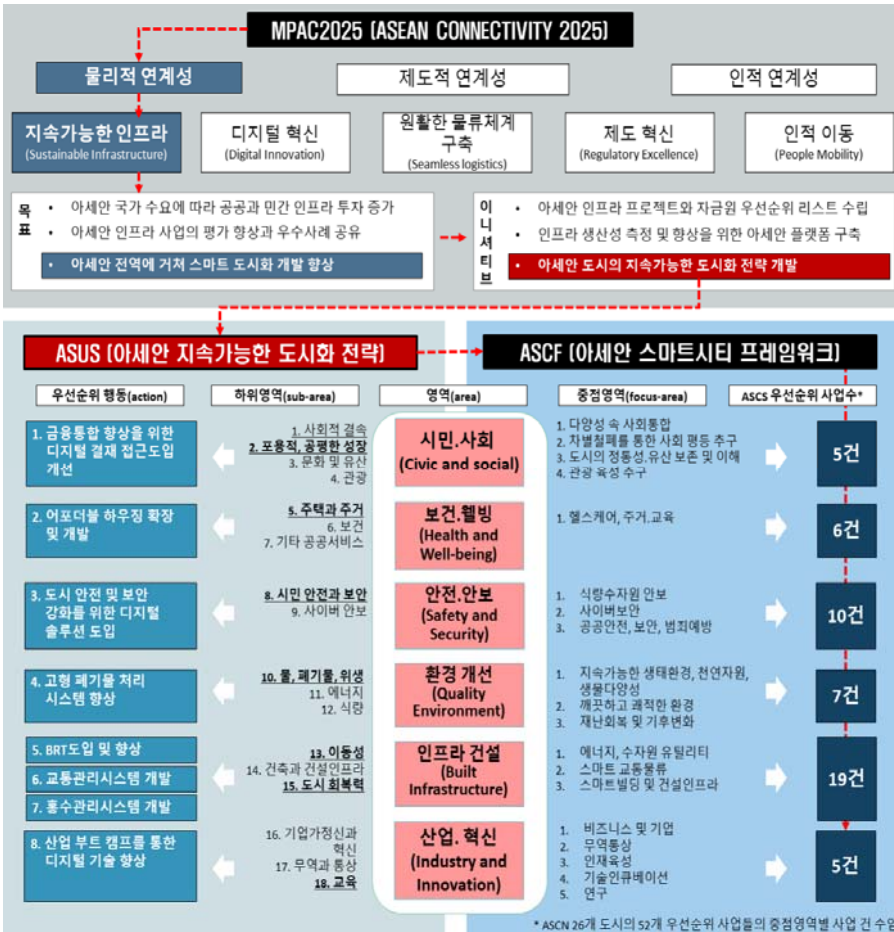 MPAC2025 (ASEAN CONNECTIVITY 2025)
물리적 연계성
제도적 연계성
인적 연계성
지속가능한 인프라
(Sustainable Infrastructure)
디지털 혁신
(Digital Innovation)
원활한 물류체계
구축
(Seamless logistics)
제도 혁신
(Regulatory Excellence)
인적 이동
(People Mobility)
목표
• 아세안 국가 수요에 따라 공공과 민간 인프라 투자 증가
• 아세안 인프라 사업의 평가 향상과 우수사례 공유
• 아세안 전역에 거쳐 스마트 도시화 개발 향상
이니셔티브
• 아세안 인프라 프로젝트와 자금원 우선순위 리스트 수립
• 인프라 생산성 측정 및 향상을 위한 아세안 플랫폼 구축
• 아세안 도시의 지속가능한 도시화 전략 개발
ASUS (아세안 지속가능한 도시화 전략)
ASCF (아세안 스마트시티 프레임워크)
우선순위 행동(action)
하위영역(sub-area)
영역(area)
중점영역(focus-area)
ASCS 우선순위 사업수*
1. 금융통합 향상을 위한
디지털 결재 접근도입
개선
1. 사회적 결속
2. 포용적, 공평한 성장
3. 문화 및 유산
4. 관광
시민.사회
(Civic and social)
1. 다양성 속 사회통합
2. 차별철폐를 통한 사회 평등 추구
3. 도시의 정통성,유산 보존 및 이해
4. 관광 육성 수구
5건
2. 어포더블 하우징 확장
및 개발
5. 주택과 주거
6. 보건
7. 기타 공공서비스
보건.웰빙
(Health and
Well-being)
1. 헬스케어, 주거.교육
6건
3. 도시 안전 및 보안
강화를 위한 디지털
솔루션 도입
8. 시민 안전과 보안
9. 사이버 안보
안전.안보
(Safety and
Security)
1. 식량수자원 안보
2. 사이버보안
3. 공공안전, 보안, 범죄예방
10건
4. 고형 폐기물 처리
시스템 향상
10. 물, 폐기물, 위생
11. 에너지
12. 식량
환경 개선
(Quality
Environment)
1. 지속가능한 생태환경, 천연자원,
생물다양성
2. 깨끗하고 쾌적한 환경
3. 재난회복 및 기후변화
7건
5. BRT도입 및 향상
6. 교통관리시스템 개발
7. 홍수관리시스템 개발
13. 이동성
14. 건축과 건설인프라
15. 도시 회복력
인프라 건설
(Built
Infrastructure)
1. 에너지, 수자원 유틸리티
2. 스마트 교통물류
3. 스마트빌딩 및 건설인프라
19건
8. 산업 부트 캠프를 통한
디지털 기술 향상
16. 기업가정신과
혁신
17. 무역과 통상
18. 교육
산업. 혁신
(Industry and
Innovation)
1. 비즈니스 및 기업
2. 무역통상
3. 인재육성
4. 기술인큐베이션
5. 연구
5건
* ASCN 26개 도시의 52개 우선순위 사업들의 중점영역별 사업 건 수임